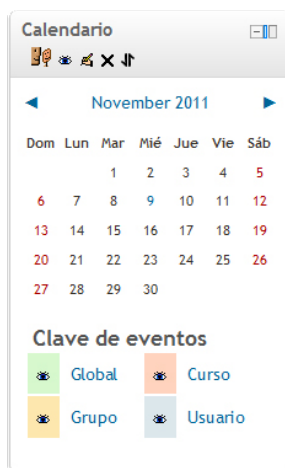 Calendario
◄ November 2011 ►
Dom Lun Mar Mié Jue Vie Sáb
1 2 3 4 5
6 7 8 9 10 11 12
13 14 15 16 17 18 19
20 21 22 23 24 25 26
27 28 29 30
Clave de eventos
Global Curso
Grupo Usuario